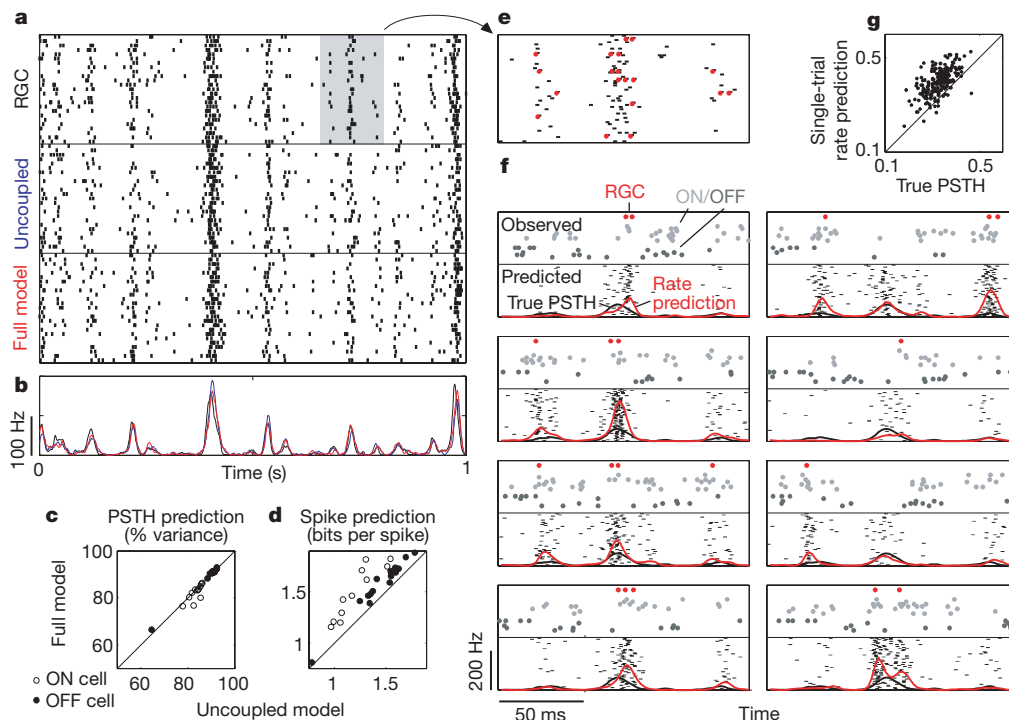 a
RGC
Uncoupled
Full model
b
100 Hz
0
Time (s)
1
c
PSTH prediction
(% variance)
Full model
100
80
60
60
80
100
ON cell
OFF cell
d
Spike prediction
(bits per spike)
1.5
1
1
1.5
Uncoupled model
e
g
Single-trial
rate prediction
0.5
0.1
0.1
0.5
True PSTH
f
RGC
ON/OFF
Observed
Predicted
True PSTH
Rate
prediction
200 Hz
50 ms
Time